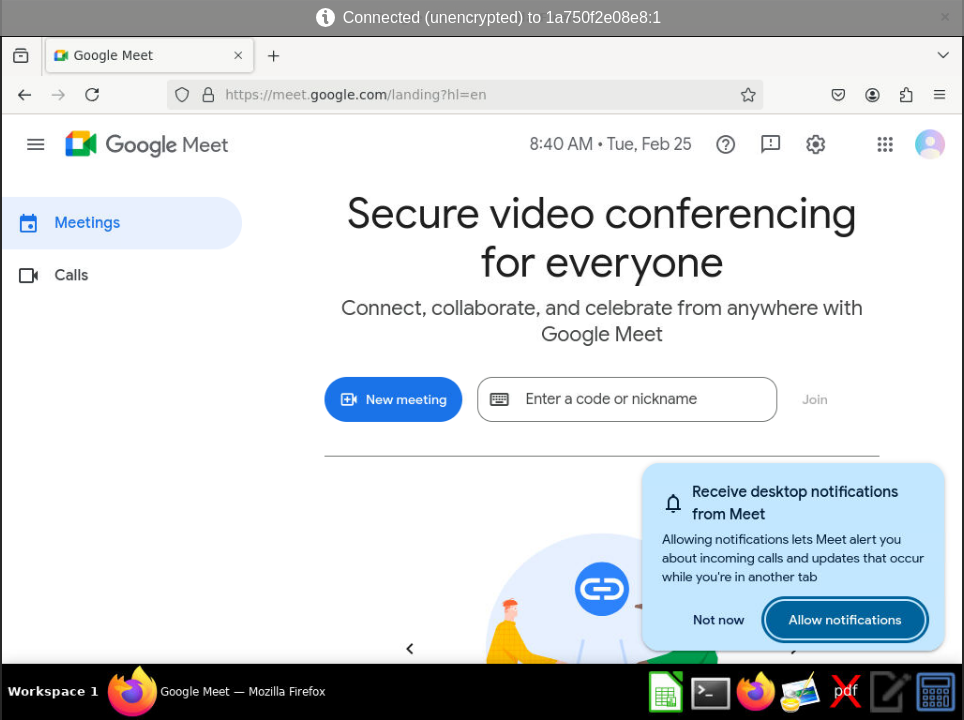 Connected (unencrypted) to 1a750f2e08e8:1
Google Meet
https://meet.google.com/landing?hl=en
Google Meet
8:40 AM • Tue, Feb 25
Meetings
Calls
Secure video conferencing
for everyone
Connect, collaborate, and celebrate from anywhere with
Google Meet
New meeting
Enter a code or nickname
Join
Receive desktop notifications
from Meet
Allowing notifications lets Meet alert you
about incoming calls and updates that occur
while you're in another tab
Not now
Allow notifications
Workspace 1
Google Meet — Mozilla Firefox
pdf